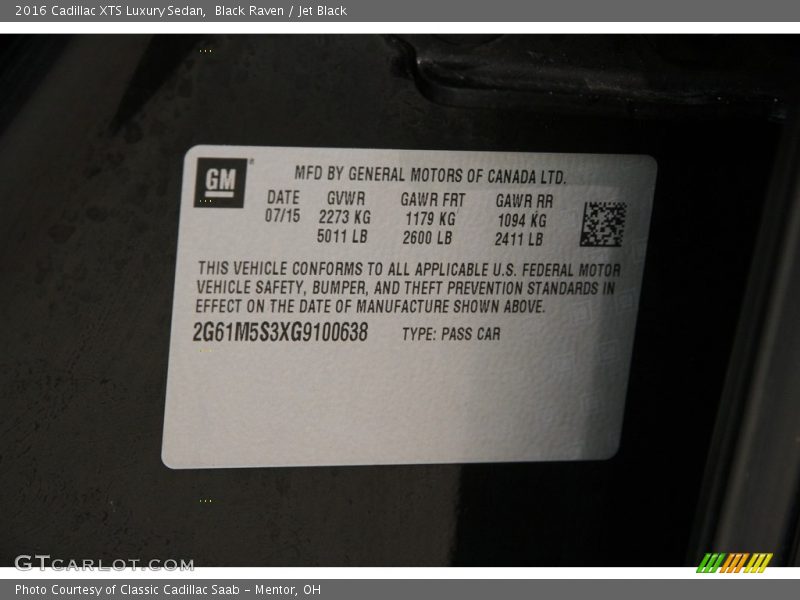 2016 Cadillac XTS Luxury Sedan,  Black Raven / Jet Black
GM
MFD BY GENERAL MOTORS OF CANADA LTD.
DATE GVWR GAWR FRT GAWR RR
07/15 2273 KG 1179 KG 1094 KG
5011 LB 2600 LB 2411 LB
THIS VEHICLE CONFORMS TO ALL APPLICABLE U.S. FEDERAL MOTOR
VEHICLE SAFETY, BUMPER, AND THEFT PREVENTION STANDARDS IN
EFFECT ON THE DATE OF MANUFACTURE SHOWN ABOVE.
2G61M5S3XG9100638 TYPE: PASS CAR
GTCARLOT.COM
Photo Courtesy of Classic Cadillac Saab - Mentor, OH